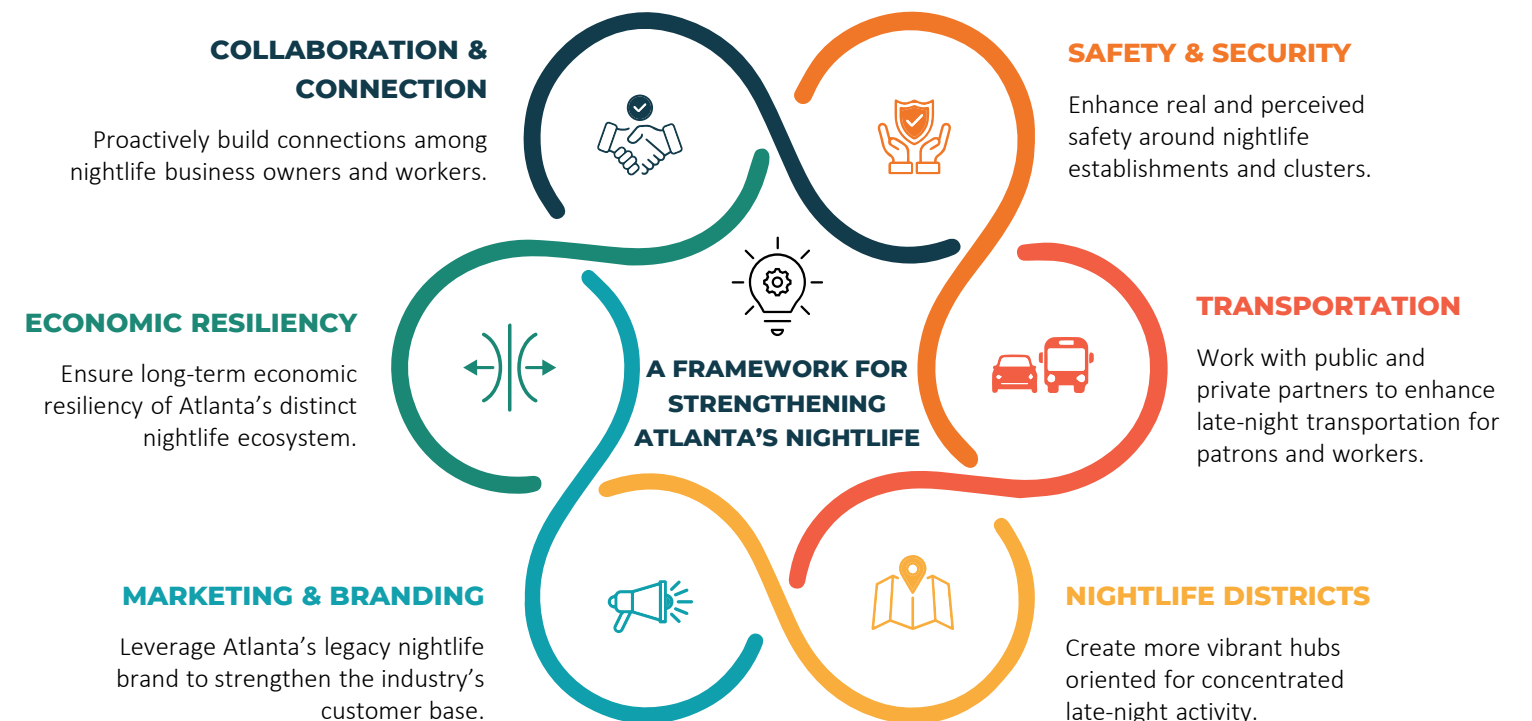 COLLABORATION &
CONNECTION
Proactively build connections among
nightlife business owners and workers.
SAFETY & SECURITY
Enhance real and perceived
safety around nightlife
establishments and clusters.
ECONOMIC RESILIENCY
Ensure long-term economic
resiliency of Atlanta’s distinct
nightlife ecosystem.
A FRAMEWORK FOR
STRENGTHENING
ATLANTA’S NIGHTLIFE
TRANSPORTATION
Work with public and
private partners to enhance
late-night transportation for
patrons and workers.
MARKETING & BRANDING
Leverage Atlanta’s legacy nightlife
brand to strengthen the industry’s
customer base.
NIGHTLIFE DISTRICTS
Create more vibrant hubs
oriented for concentrated
late-night activity.